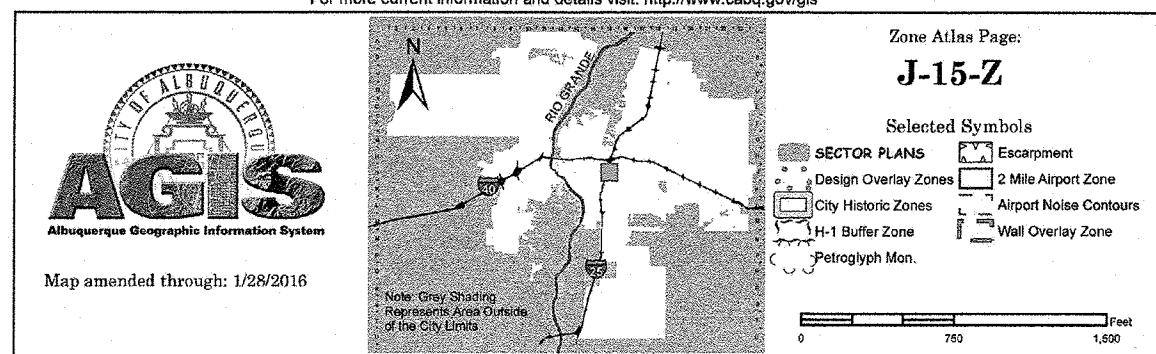 For more current information and details visit: http://www.cabq.gov/gis
CITY OF ALBUQUERQUE
AGIS
Albuquerque Geographic Information System
Map amended through: 1/28/2016
N
RIO GRANDE
40
25
Note: Grey Shading
Represents Area Outside
of the City Limits
Zone Atlas Page:
J-15-Z
Selected Symbols
SECTOR PLANS
Escarpment
Design Overlay Zones
2 Mile Airport Zone
City Historic Zones
Airport Noise Contours
H-1 Buffer Zone
Wall Overlay Zone
Petroglyph Mon.
Feet
0 750 1,500